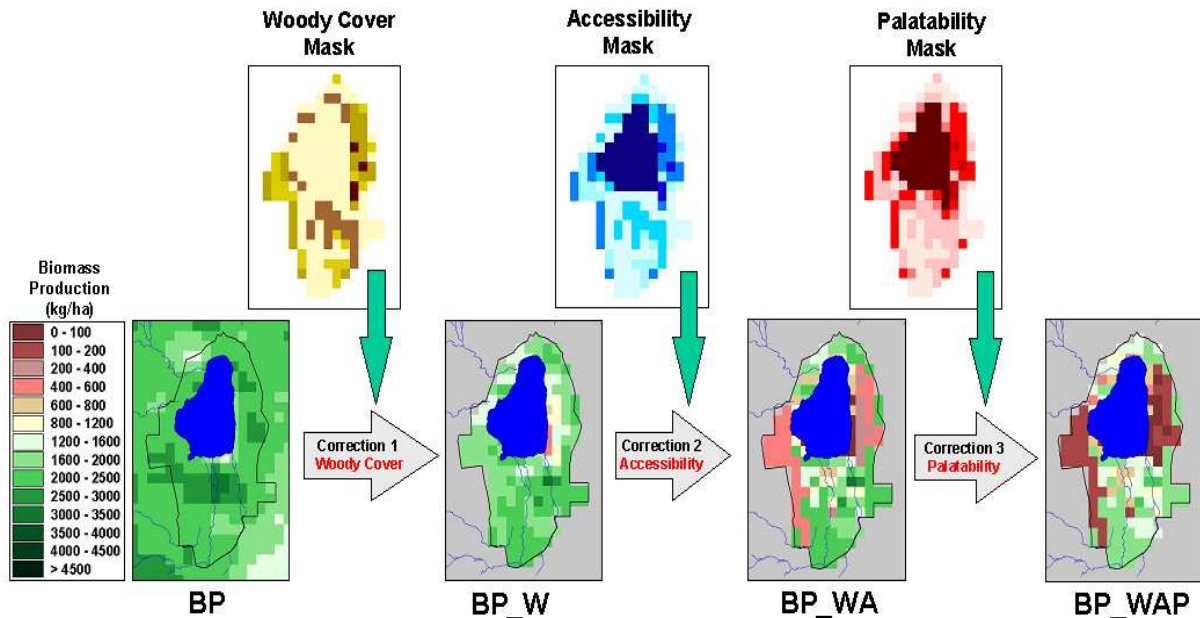 Woody Cover
Mask
Accessibility
Mask
Palatability
Mask
Biomass
Production
(kg/ha)
0 - 100
100 - 200
200 - 400
400 - 600
600 - 800
800 - 1200
1200 - 1600
1600 - 2000
2000 - 2500
2500 - 3000
3000 - 3500
3500 - 4000
4000 - 4500
> 4500
Correction 1
Woody Cover
Correction 2
Accessibility
Correction 3
Palatability
BP
BP_W
BP_WA
BP_WAP